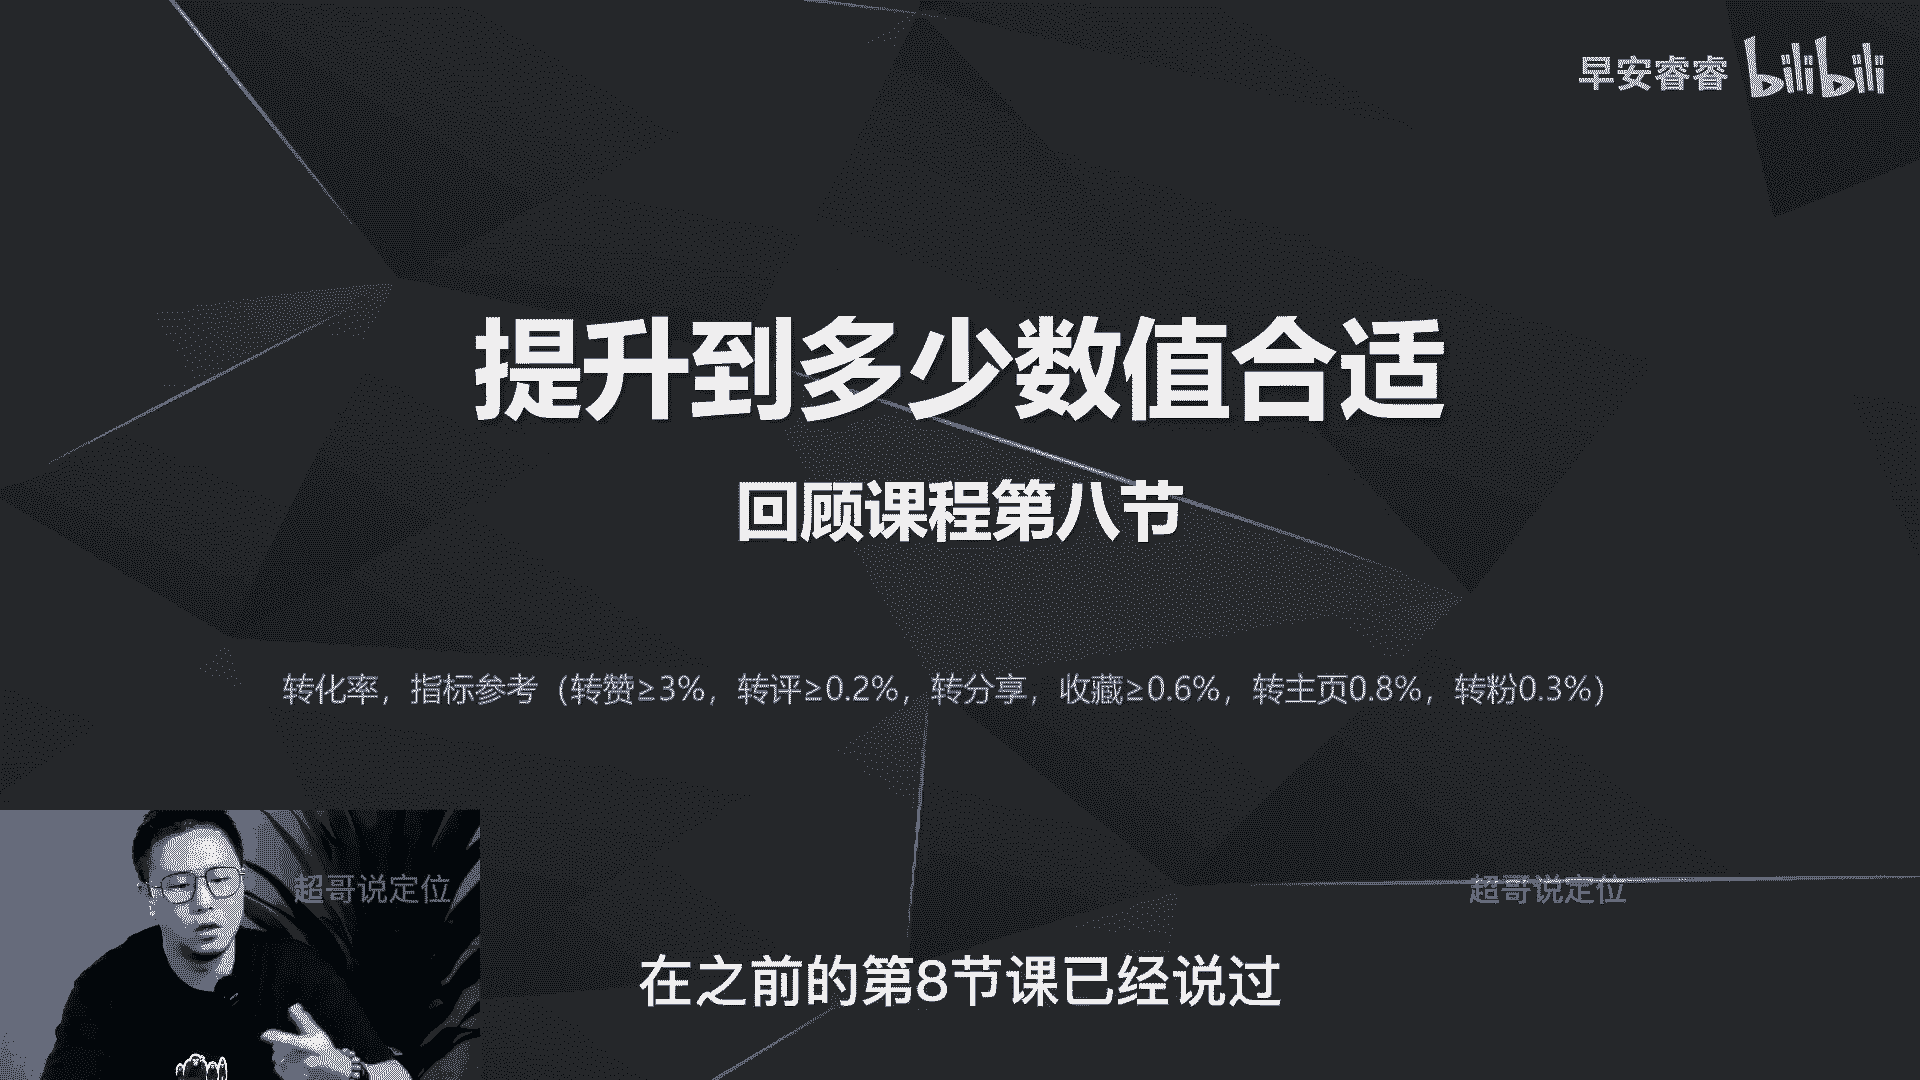 早安睿睿 bilibili
提升到多少数值合适
回顾课程第八节
转化率，指标参考（转赞≥3%，转评≥0.2%，转分享，收藏≥0.6%，转主页0.8%，转粉0.3%）
超哥说定位
超哥说定位
在之前的第8节课已经说过